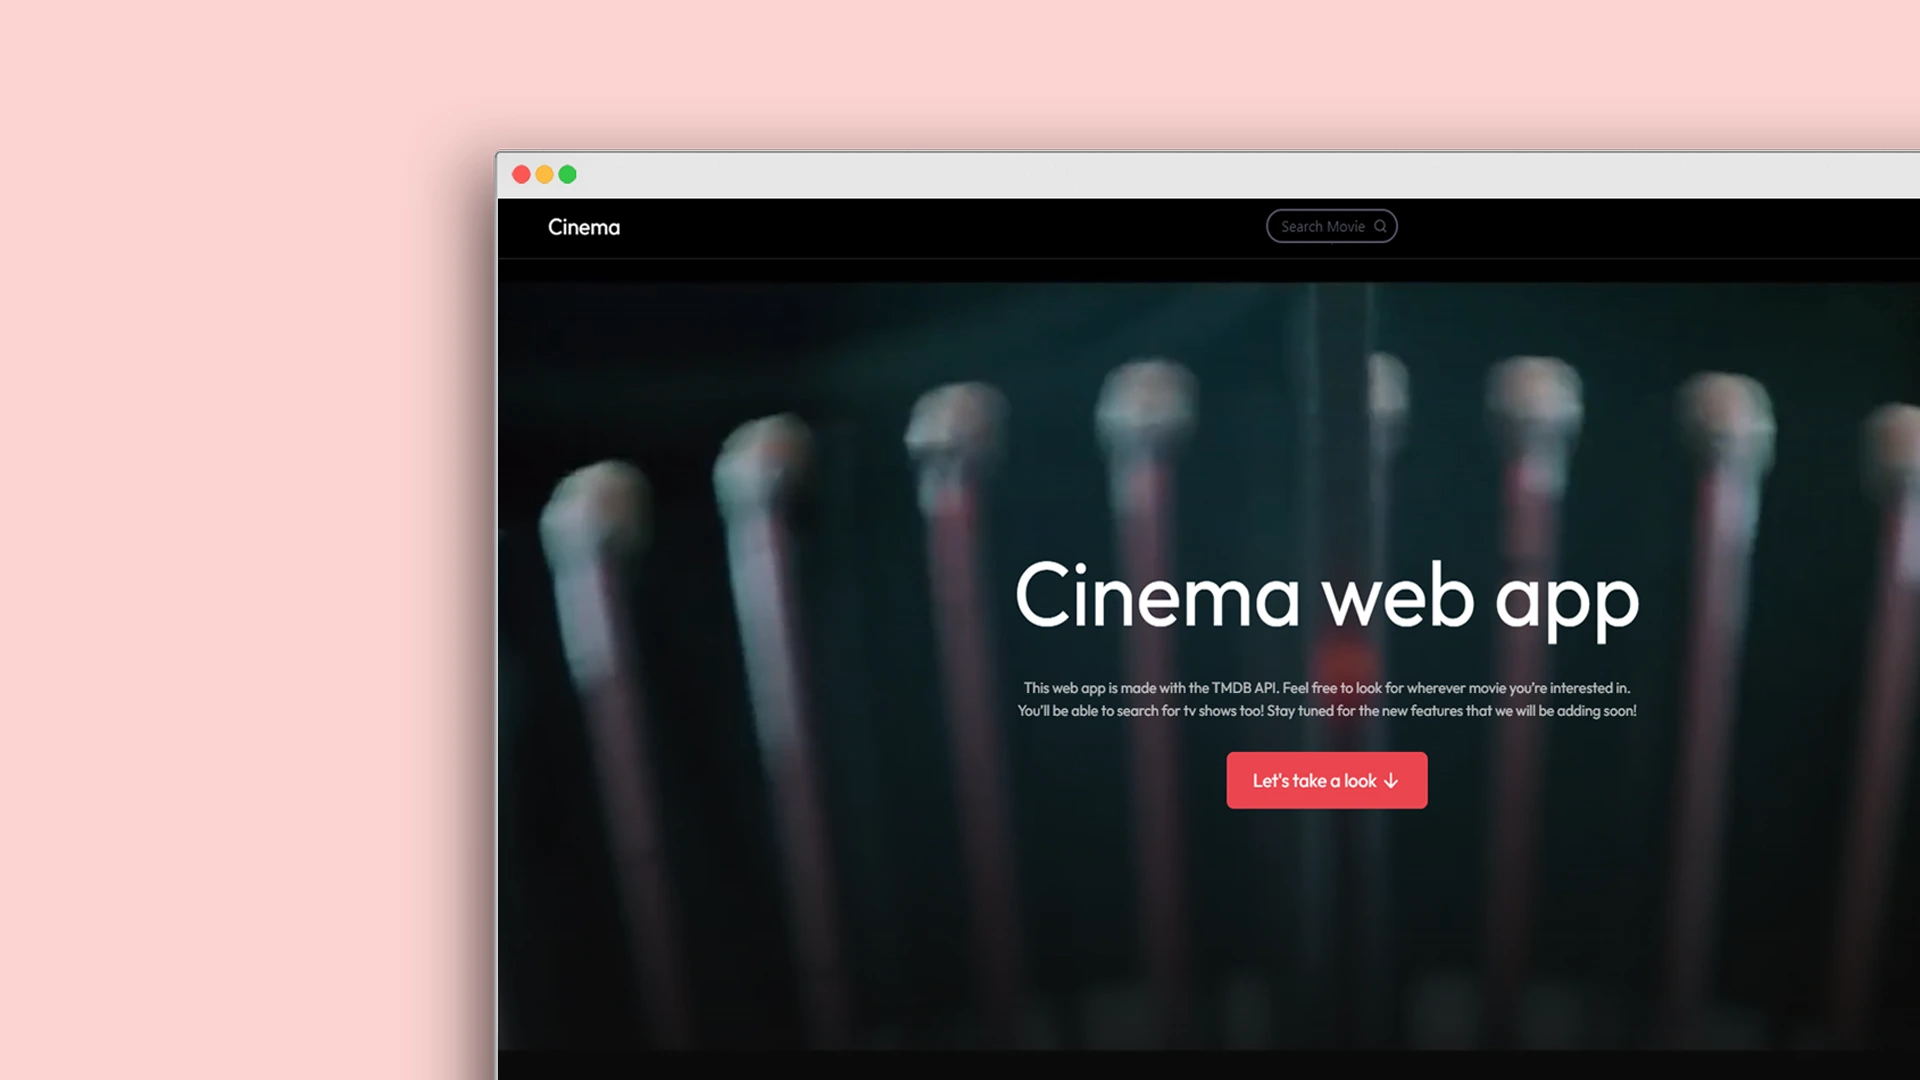 Cinema
Search Movie
Cinema web app
This web app is made with the TMDB API. Feel free to look for wherever movie you're interested in.
You'll be able to search for tv shows too! Stay tuned for the new features that we will be adding soon!
Let's take a look ↓